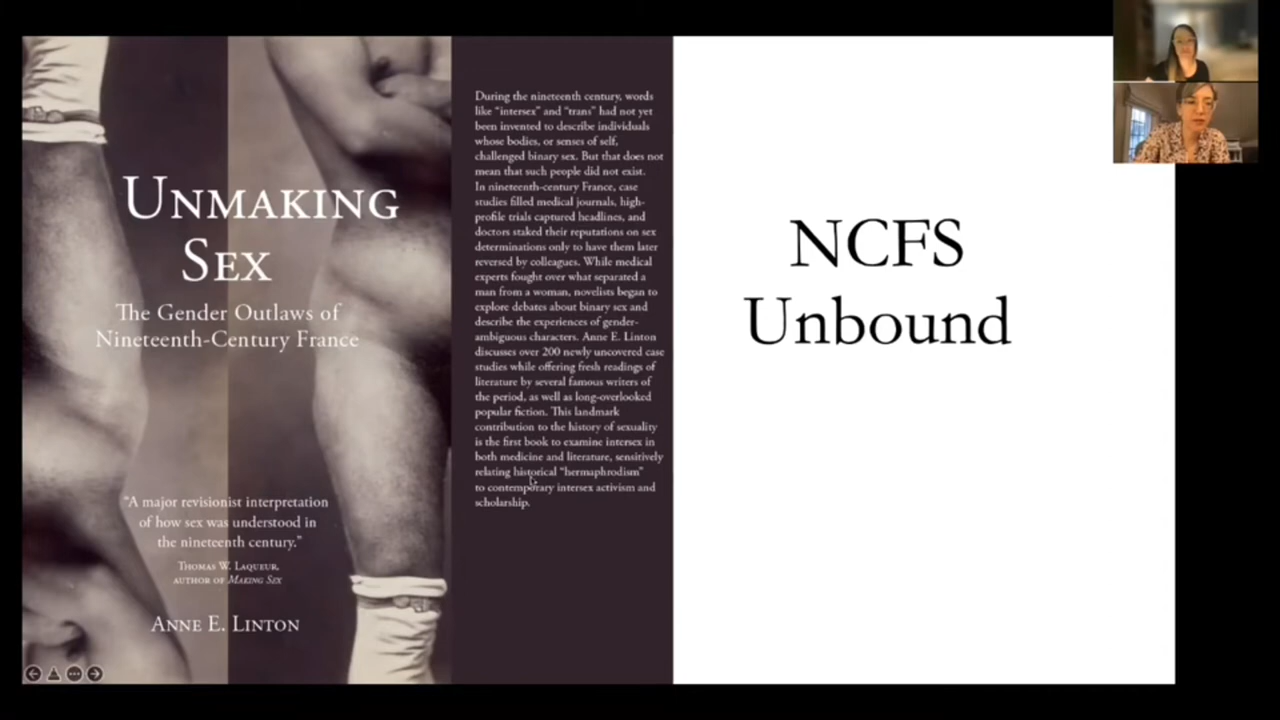 UNMAKING
SEX
The Gender Outlaws of
Nineteenth-Century France
“A major revisionist interpretation
of how sex was understood in
the nineteenth century.”
THOMAS W. LAQUEUR,
AUTHOR OF MAKING SEX
ANNE E. LINTON
During the nineteenth century, words
like “intersex” and “trans” had not yet
been invented to describe individuals
whose bodies, or senses of self,
challenged binary sex. But that does not
mean that such people did not exist.
In nineteenth-century France, case
studies filled medical journals, high-
profile trials captured headlines, and
doctors staked their reputations on sex
determinations only to have them later
reversed by colleagues. While medical
experts fought over what separated a
man from a woman, novelists began to
explore debates about binary sex and
describe the experiences of gender-
ambiguous characters. Anne E. Linton
discusses over 200 newly uncovered case
studies while offering fresh readings of
literature by several famous writers of
the period, as well as long-overlooked
popular fiction. This landmark
contribution to the history of sexuality
is the first book to examine intersex in
both medicine and literature, sensitively
relating historical “hermaphrodism”
to contemporary intersex activism and
scholarship.
NCFS
Unbound